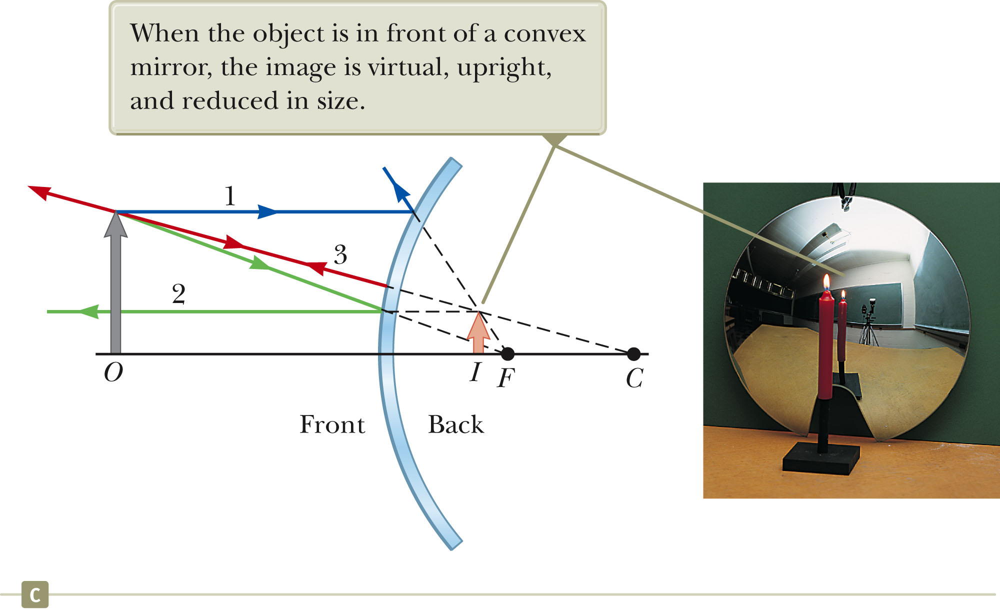 When the object is in front of a convex
mirror, the image is virtual, upright,
and reduced in size.
1
3
2
O
I
F
C
Front
Back
C